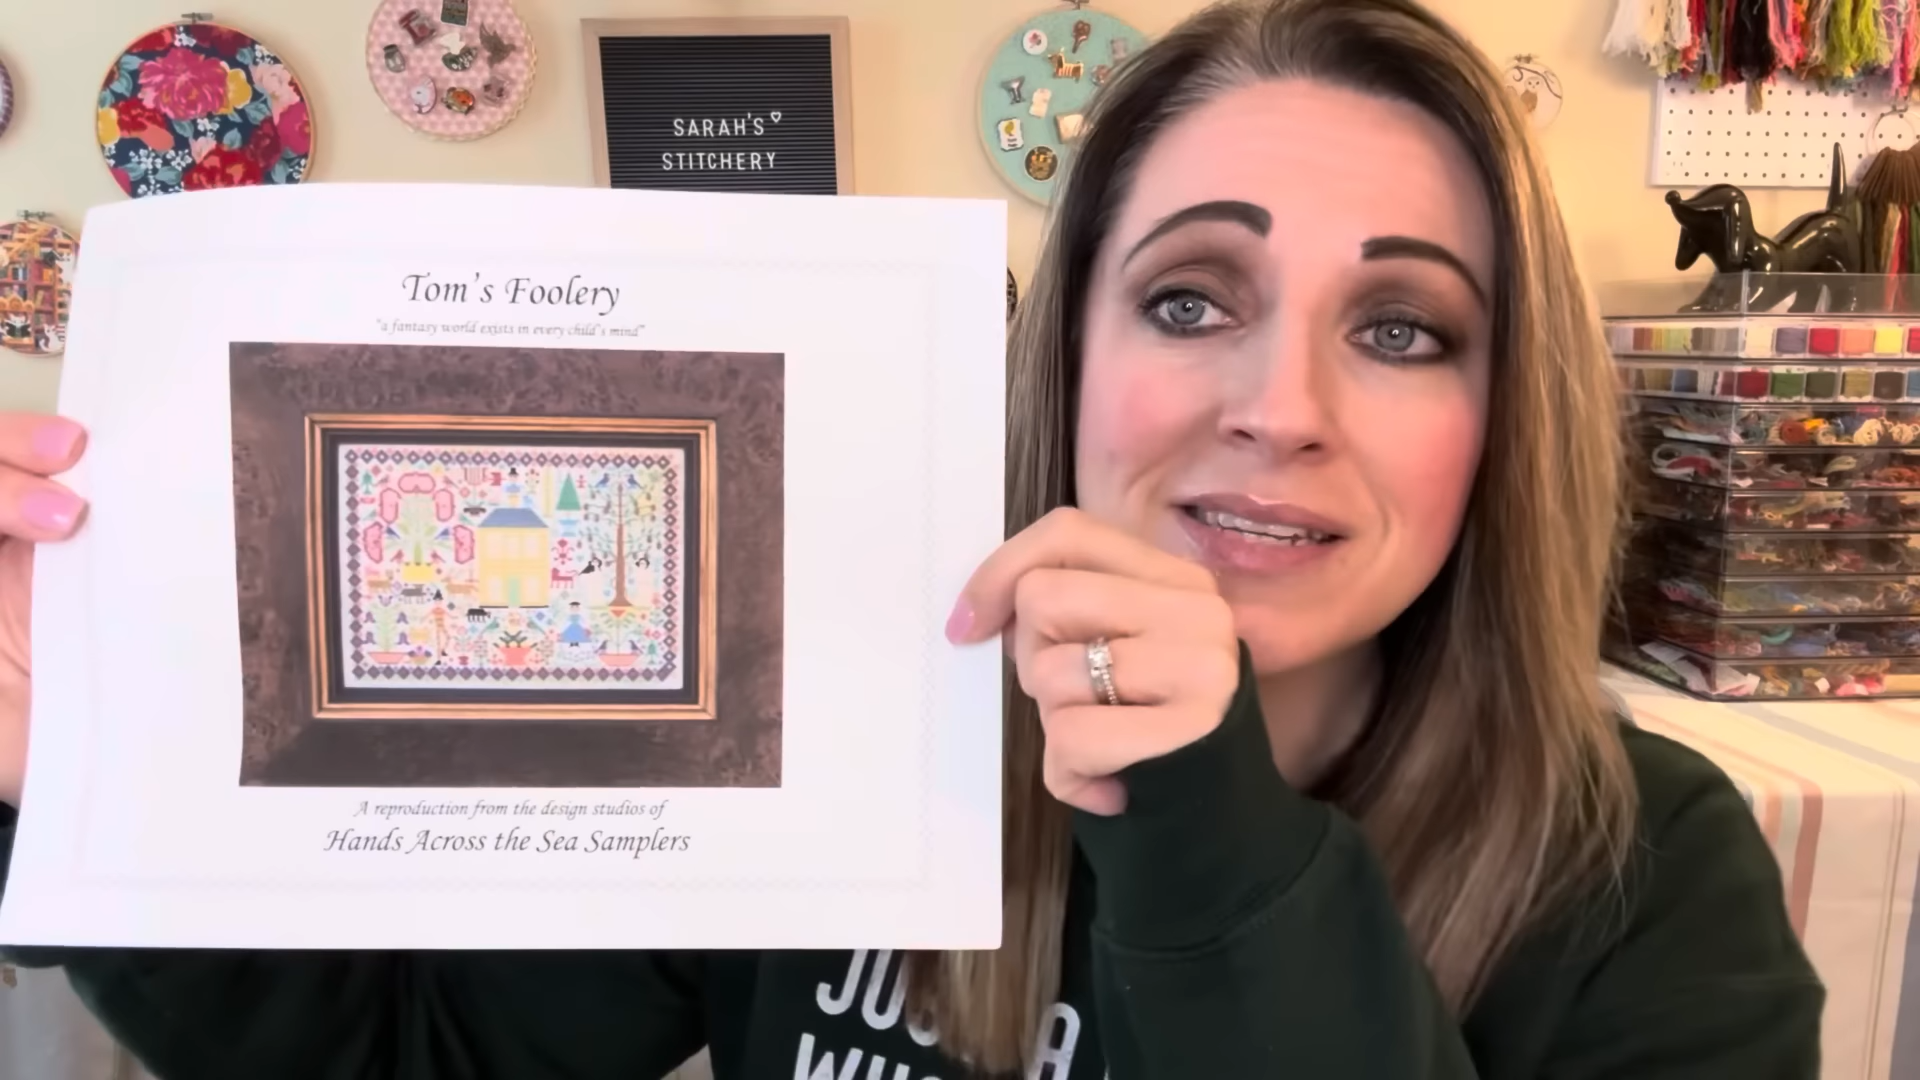 SARAH'S
STITCHERY
Tom's Foolery
"a fantasy world exists in every child's mind"
A reproduction from the design studios of
Hands Across the Sea Samplers